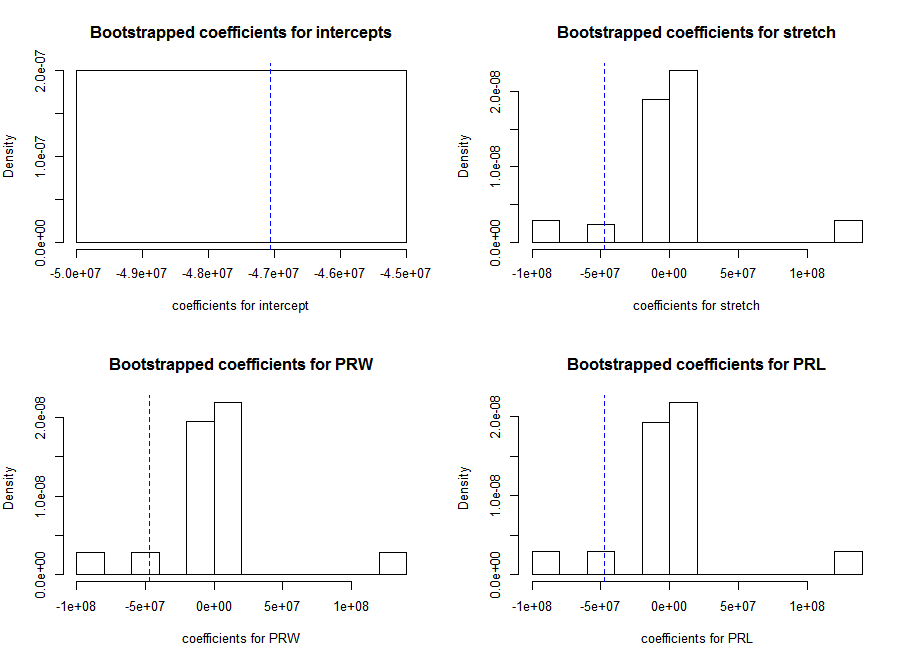 Bootstrapped coefficients for intercepts
Density
0.0e+00 1.0e-07 2.0e-07
-5.0e+07 -4.9e+07 -4.8e+07 -4.7e+07 -4.6e+07 -4.5e+07
coefficients for intercept
Bootstrapped coefficients for stretch
Density
0.0e+00 1.0e-08 2.0e-08
-1e+08 -5e+07 0e+00 5e+07 1e+08
coefficients for stretch
Bootstrapped coefficients for PRW
Density
0.0e+00 1.0e-08 2.0e-08
-1e+08 -5e+07 0e+00 5e+07 1e+08
coefficients for PRW
Bootstrapped coefficients for PRL
Density
0.0e+00 1.0e-08 2.0e-08
-1e+08 -5e+07 0e+00 5e+07 1e+08
coefficients for PRL